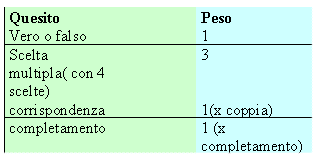 Quesito Peso
Vero o falso 1
Scelta 3
multipla( con 4
scelte)
corrispondenza 1(x coppia)
completamento 1 (x
completamento)